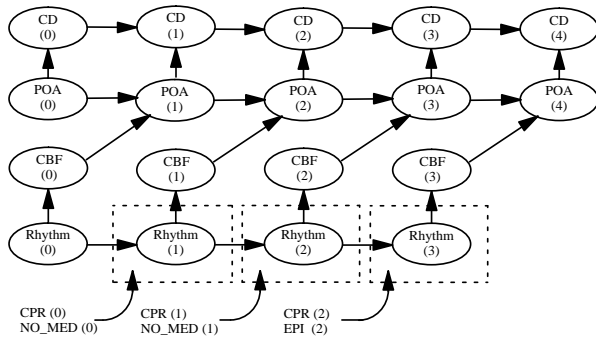 CD CD CD CD CD
(0) (1) (2) (3) (4)
POA POA POA POA POA
(0) (1) (2) (3) (4)
CBF CBF CBF CBF
(0) (1) (2) (3)
Rhythm Rhythm Rhythm Rhythm
(0) (1) (2) (3)
CPR (0) CPR (1) CPR (2)
NO_MED (0) NO_MED (1) EPI (2)